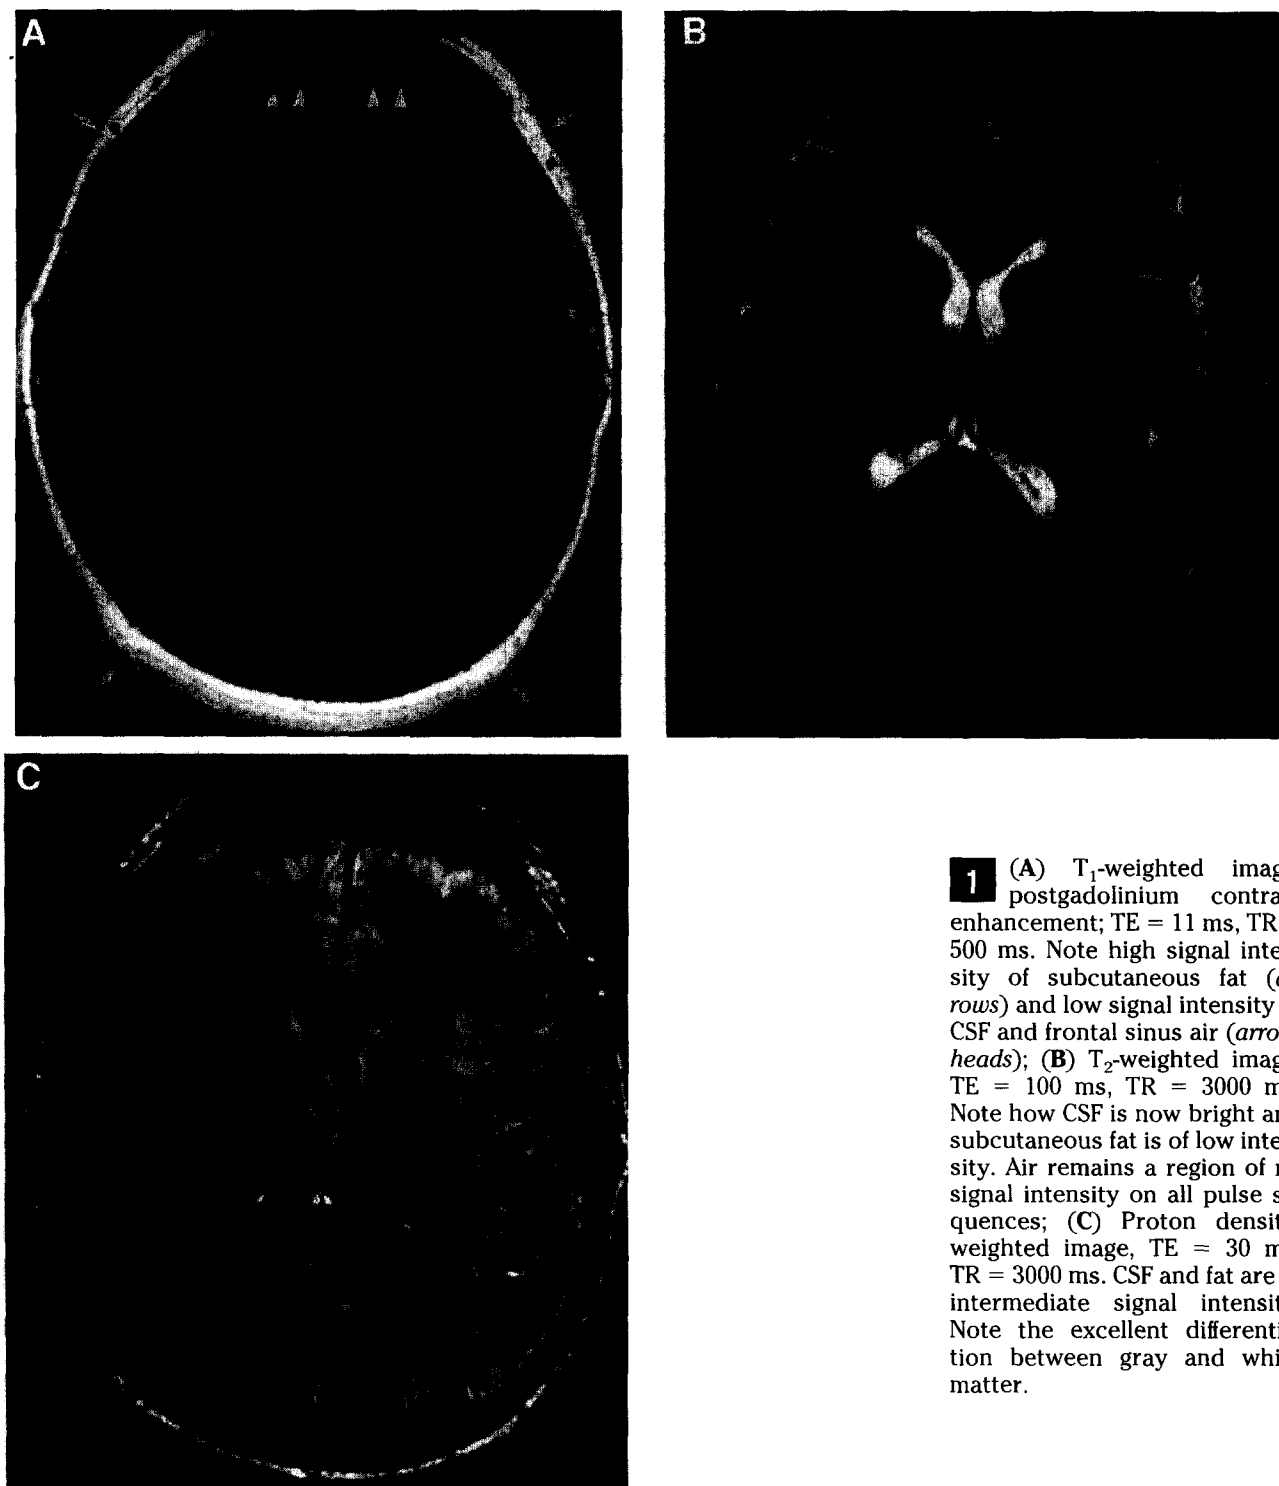 A
B
C
1 (A) T₁-weighted imag
postgadolinium contra
enhancement; TE = 11 ms, TR
500 ms. Note high signal inte
sity of subcutaneous fat (
rows) and low signal intensity
CSF and frontal sinus air (arro
heads); (B) T₂-weighted imag
TE = 100 ms, TR = 3000 m
Note how CSF is now bright an
subcutaneous fat is of low inte
sity. Air remains a region of
signal intensity on all pulse s
quences; (C) Proton densit
weighted image, TE = 30 m
TR = 3000 ms. CSF and fat are
intermediate signal intensit
Note the excellent differenti
tion between gray and whi
matter.